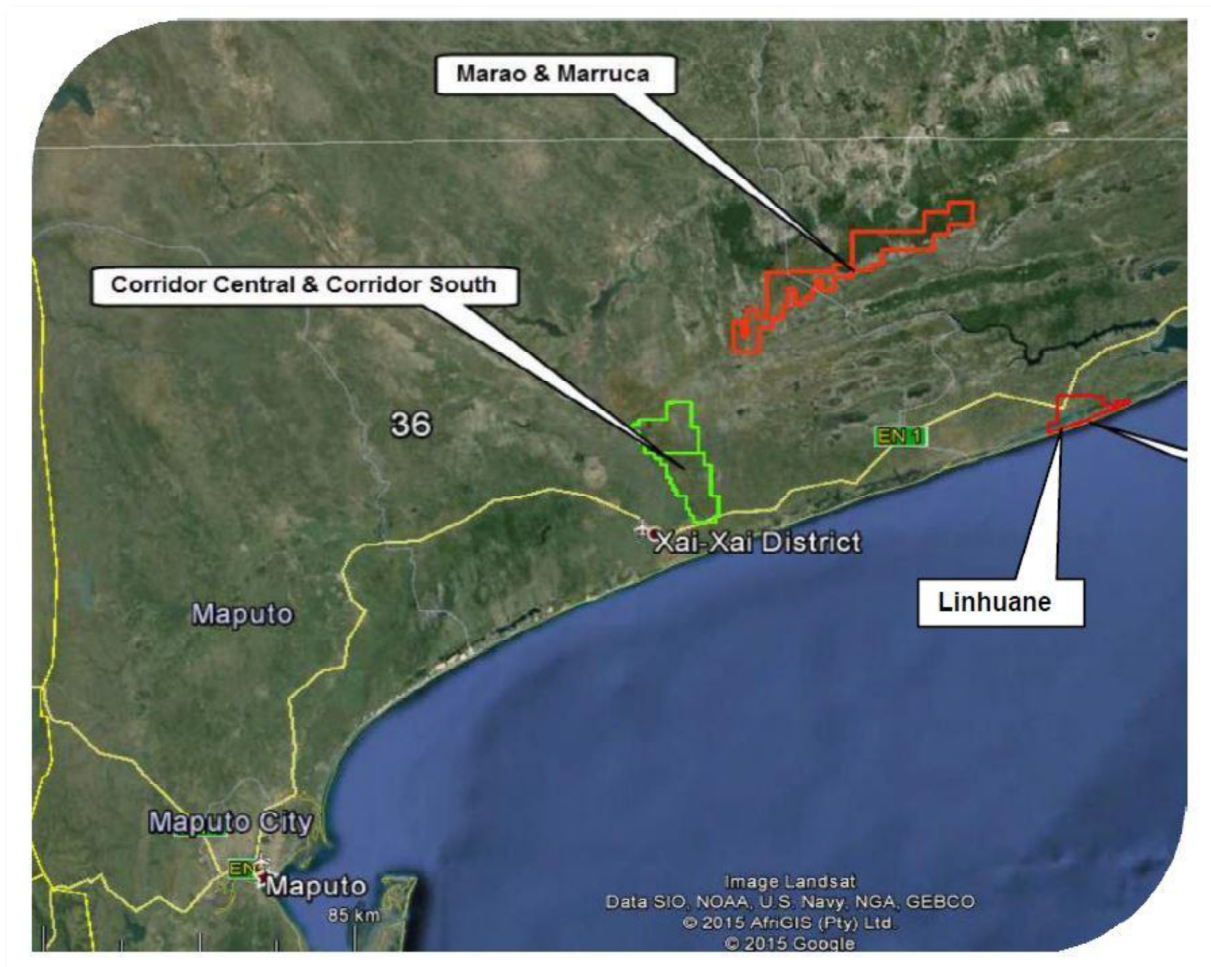 Marao & Marruca
Corridor Central & Corridor South
36
EN 1
Xai-Xai District
Linhuane
Maputo
Maputo City
EN
Maputo
85 km
Image Landsat
Data SIO, NOAA, U.S. Navy, NGA, GEBCO
© 2015 AfriGIS (Pty) Ltd.
© 2015 Google